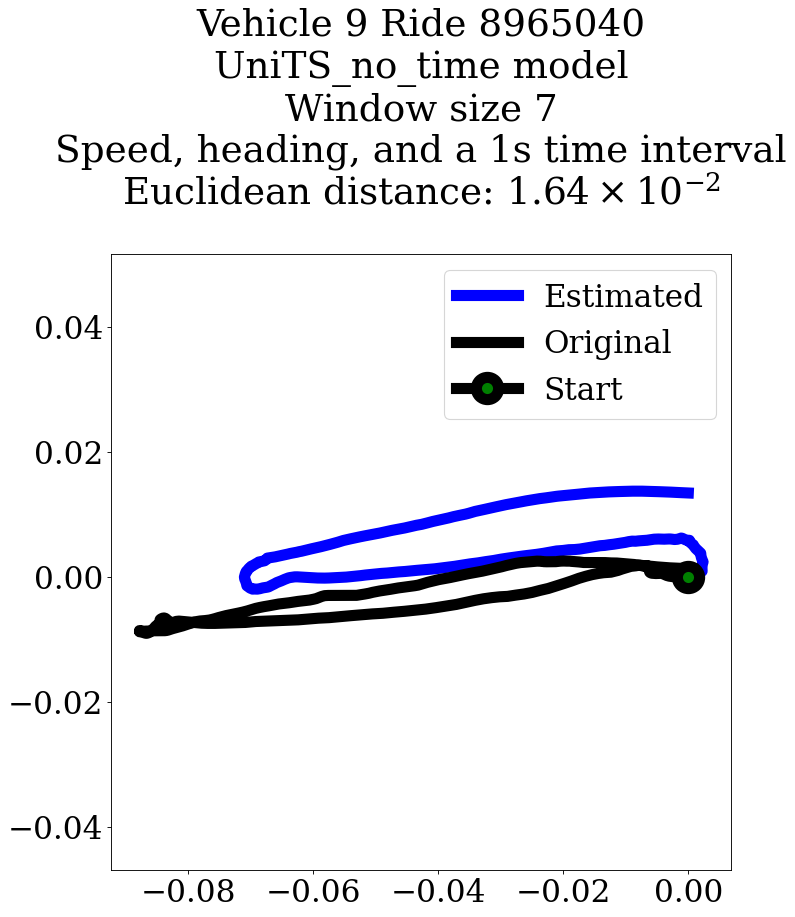 Vehicle 9 Ride 8965040
UniTS_no_time model
Window size 7
Speed, heading, and a 1s time interval
Euclidean distance: 1.64 × 10⁻²
Estimated
Original
Start
0.04
0.02
0.00
−0.02
−0.04
−0.08 −0.06 −0.04 −0.02 0.00